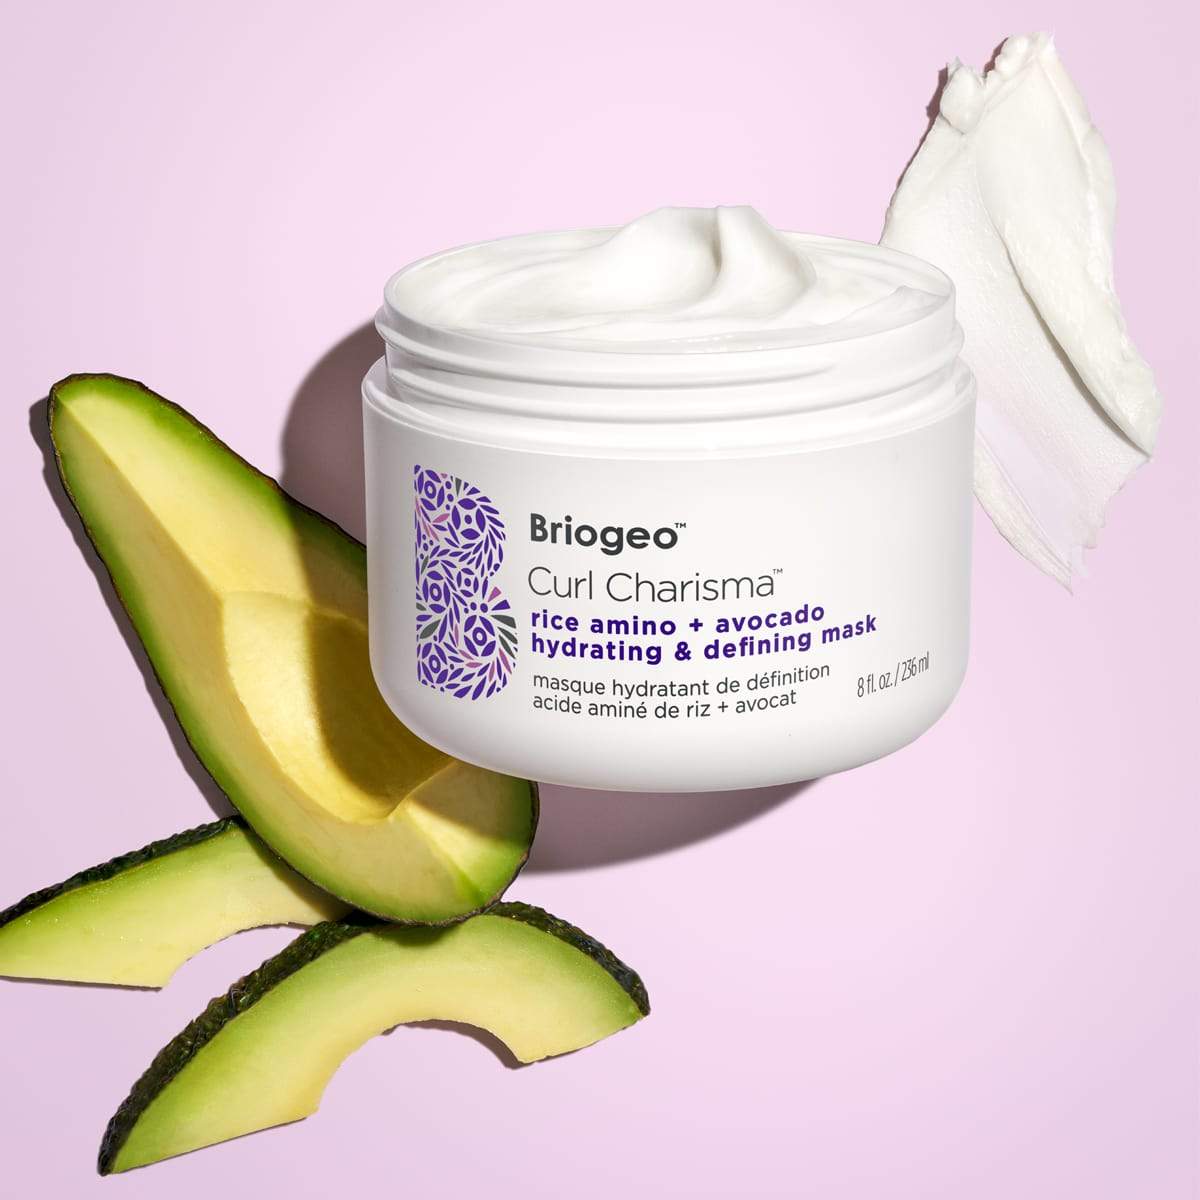 Briogeo™
Curl Charisma™
rice amino + avocado
hydrating & defining mask
masque hydratant de définition
acide aminé de riz + avocat
8 fl. oz. / 236 ml